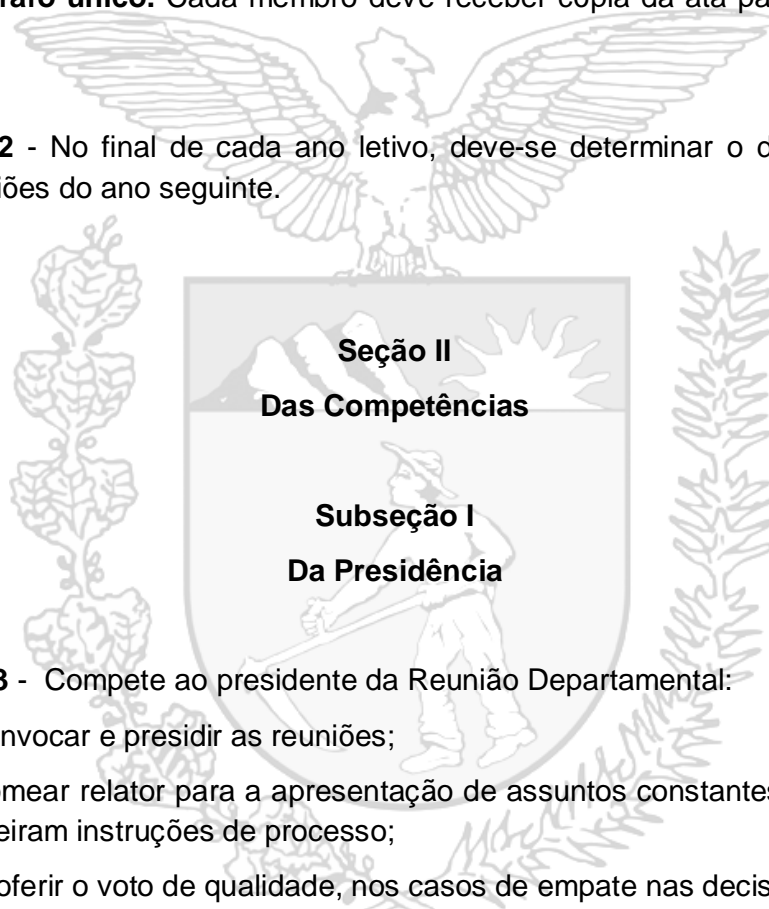 rafo único. Cada membro deve receber cópia da ata pa
2 - No final de cada ano letivo, deve-se determinar o d
iões do ano seguinte.
Seção II
Das Competências
Subseção I
Da Presidência
3 - Compete ao presidente da Reunião Departamental:
nvocar e presidir as reuniões;
omear relator para a apresentação de assuntos constantes
eiram instruções de processo;
oferir o voto de qualidade, nos casos de empate nas decis